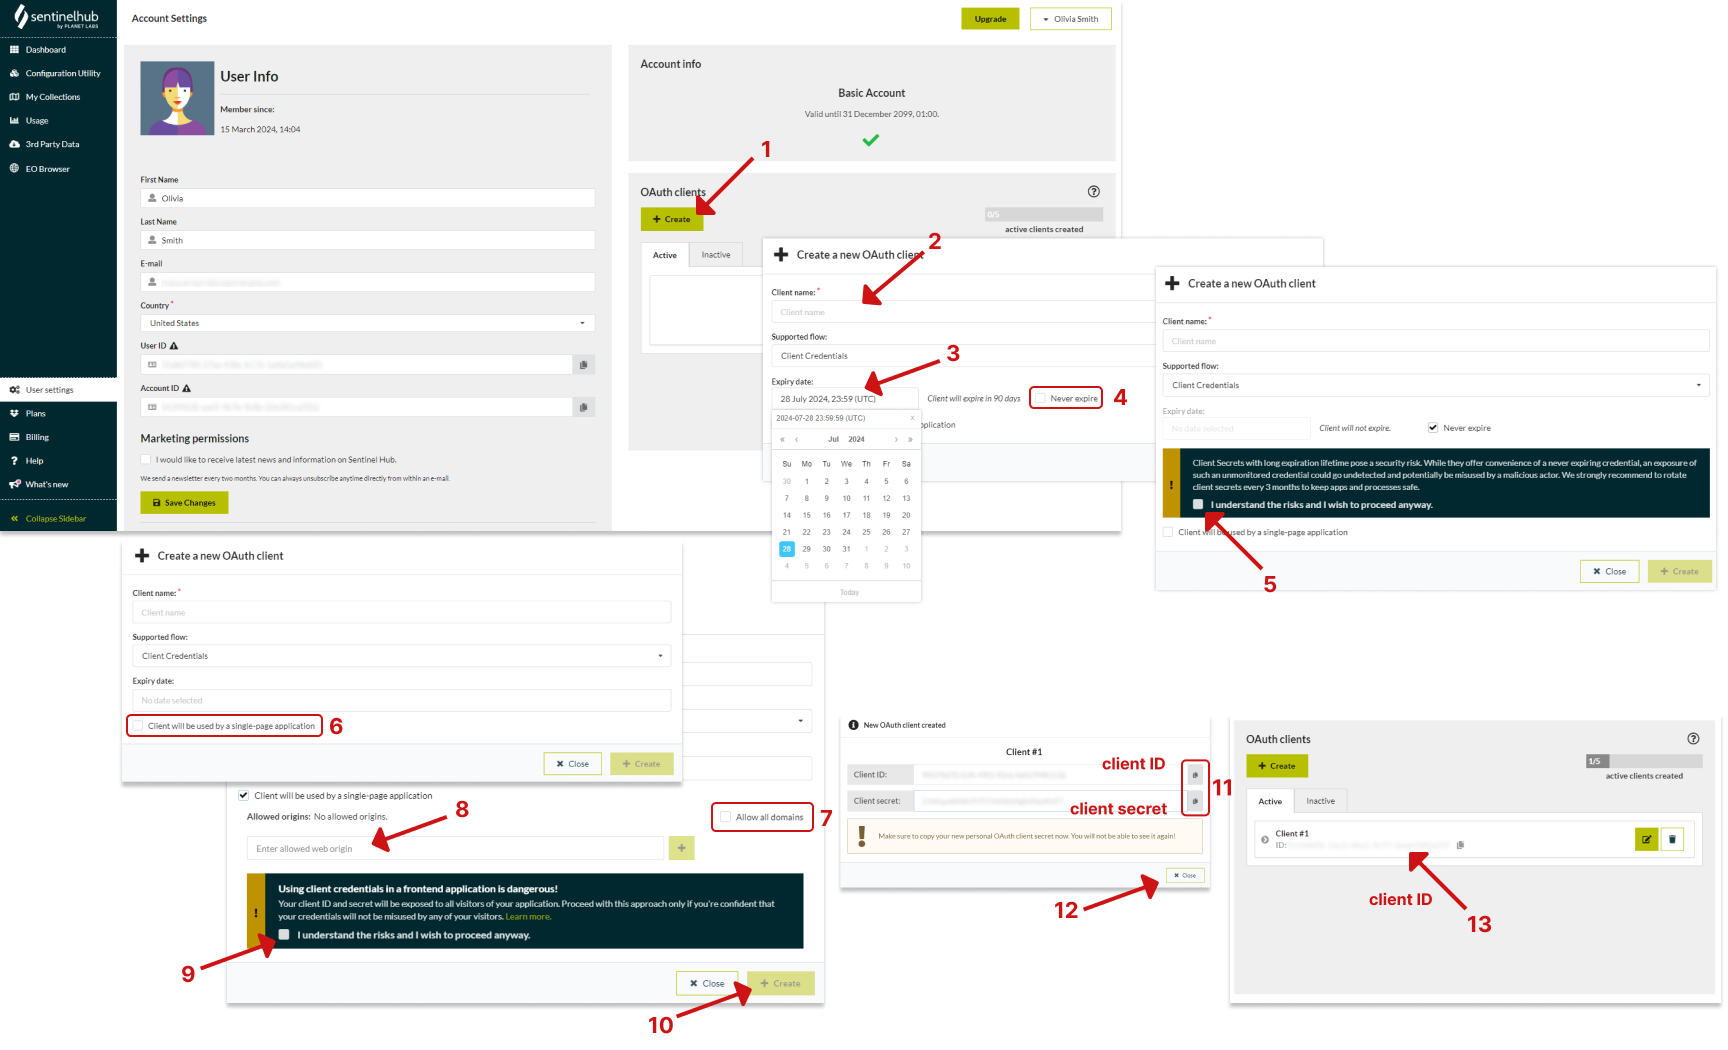 sentinelhub
by PLANET LABS
Dashboard
Configuration Utility
My Collections
Usage
3rd Party Data
EO Browser
User settings
Plans
Billing
Help
What's new
Collapse Sidebar
Account Settings
Upgrade
Olivia Smith
User Info
Member since:
15 March 2024, 14:04
First Name
Olivia
Last Name
Smith
E-mail
Country *
United States
User ID
Account ID
Marketing permissions
I would like to receive latest news and information on Sentinel Hub.
We send a newsletter every two months. You can always unsubscribe anytime directly from within an e-mail.
Save Changes
Account info
Basic Account
Valid until 31 December 2099, 01:00.
1
OAuth clients
+ Create
0/5
active clients created
Active
Inactive
2
Create a new OAuth client
Client name: *
Client name
Supported flow:
Client Credentials
3
Expiry date:
28 July 2024, 23:59 (UTC)
Client will expire in 90 days
Never expire
4
2024-07-28 23:59:59 (UTC) x
plication
« ‹ Jul 2024 › »
Su Mo Tu We Th Fr Sa
30 1 2 3 4 5 6
7 8 9 10 11 12 13
14 15 16 17 18 19 20
21 22 23 24 25 26 27
28 29 30 31 1 2 3
4 5 6 7 8 9 10
Today
Create a new OAuth client
Client name: *
Client name
Supported flow:
Client Credentials
Expiry date:
No date selected
Client will not expire.
Never expire
!
Client Secrets with long expiration lifetime pose a security risk. While they offer convenience of a never expiring credential, an exposure of
such an unmonitored credential could go undetected and potentially be misused by a malicious actor. We strongly recommend to rotate
client secrets every 3 months to keep apps and processes safe.
I understand the risks and I wish to proceed anyway.
Client will be used by a single-page application
5
Close
+ Create
Create a new OAuth client
Client name: *
Client name
Supported flow:
Client Credentials
Expiry date:
No date selected
Client will be used by a single-page application
6
Close
+ Create
Client will be used by a single-page application
8
Allowed origins: No allowed origins.
Allow all domains
7
Enter allowed web origin
+
!
Using client credentials in a frontend application is dangerous!
Your client ID and secret will be exposed to all visitors of your application. Proceed with this approach only if you're confident that
your credentials will not be misused by any of your visitors. Learn more.
I understand the risks and I wish to proceed anyway.
9
Close
+ Create
10
New OAuth client created
Client #1
Client ID:
client ID
Client secret:
client secret
11
!
Make sure to copy your new personal OAuth client secret now. You will not be able to see it again!
Close
12
OAuth clients
+ Create
1/5
active clients created
Active
Inactive
Client #1
ID:
client ID
13